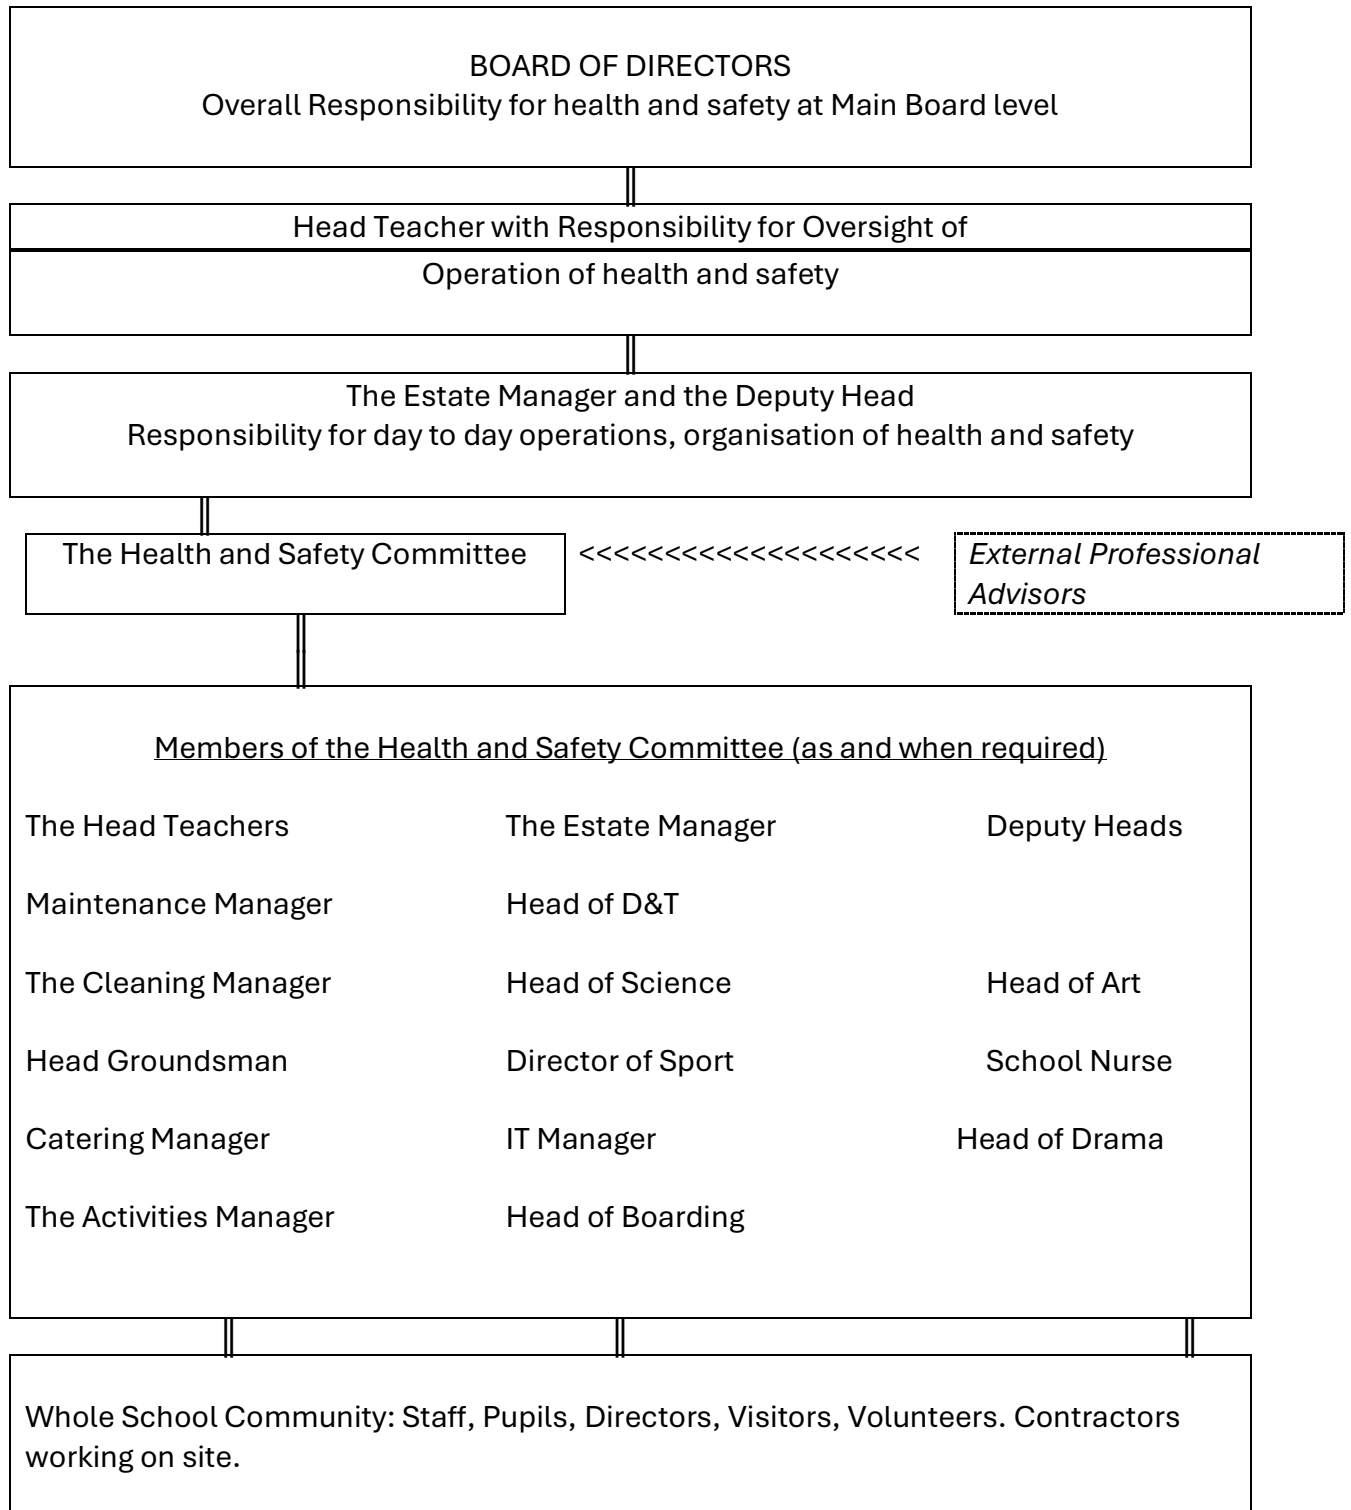 BOARD OF DIRECTORS
Overall Responsibility for health and safety at Main Board level
Head Teacher with Responsibility for Oversight of
Operation of health and safety
The Estate Manager and the Deputy Head
Responsibility for day to day operations, organisation of health and safety
The Health and Safety Committee <<<<<<<<<<<<<<<<<<<< External Professional
Advisors
Members of the Health and Safety Committee (as and when required)
The Head Teachers The Estate Manager Deputy Heads
Maintenance Manager Head of D&T
The Cleaning Manager Head of Science Head of Art
Head Groundsman Director of Sport School Nurse
Catering Manager IT Manager Head of Drama
The Activities Manager Head of Boarding
Whole School Community: Staff, Pupils, Directors, Visitors, Volunteers. Contractors
working on site.